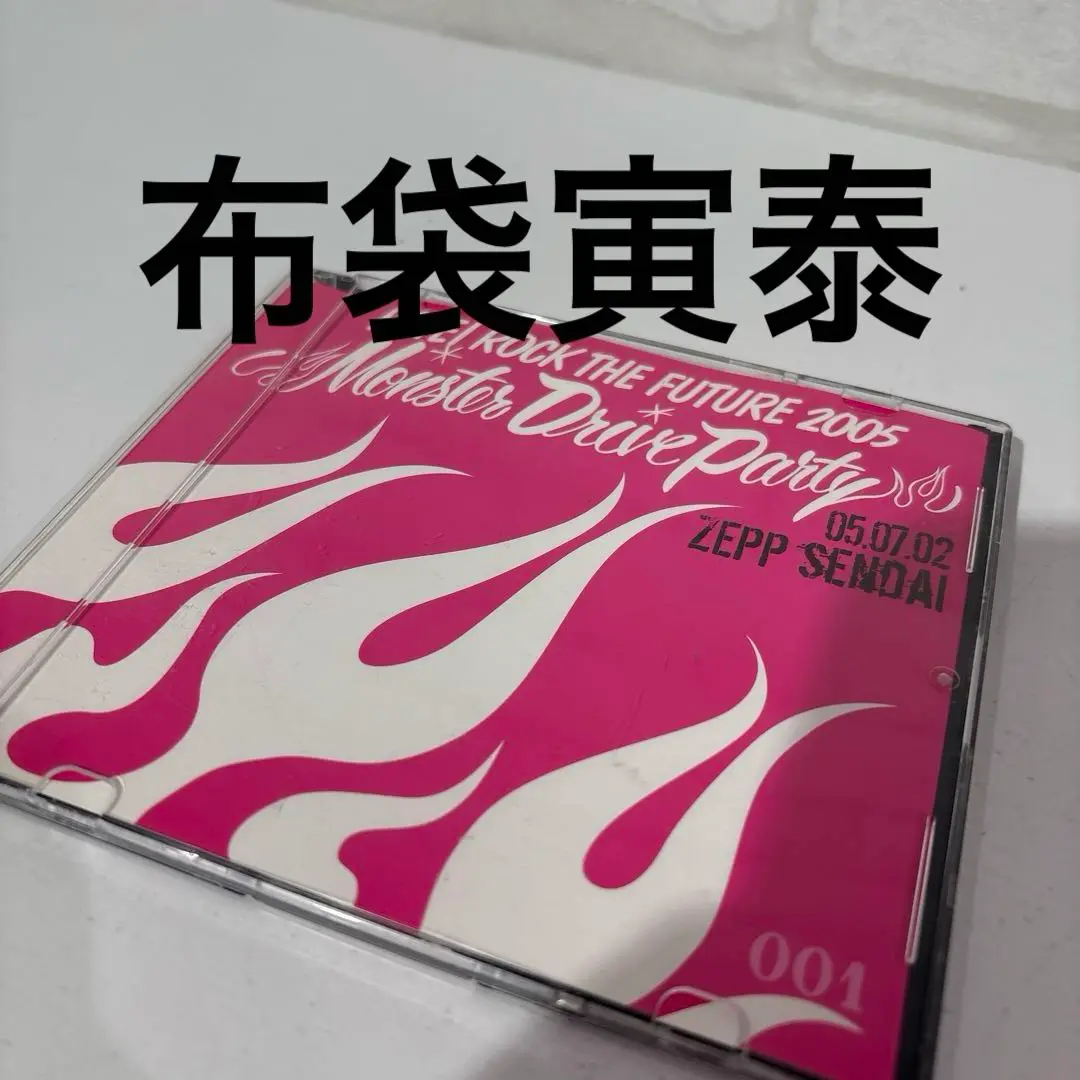 布袋寅泰
ROCK THE FUTURE 2005
Monster Drive Party
05.07.02
ZEPP SENDAI
001